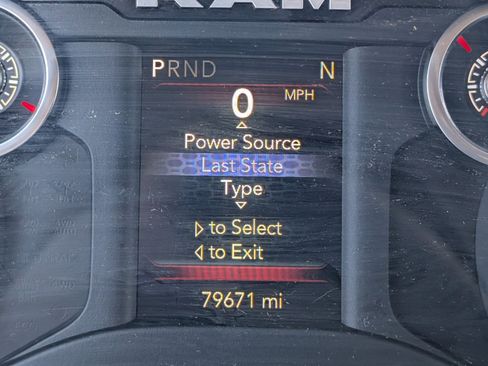 RAM
PRND N
0 MPH
Power Source
Last State
Type
to Select
to Exit
79671 mi